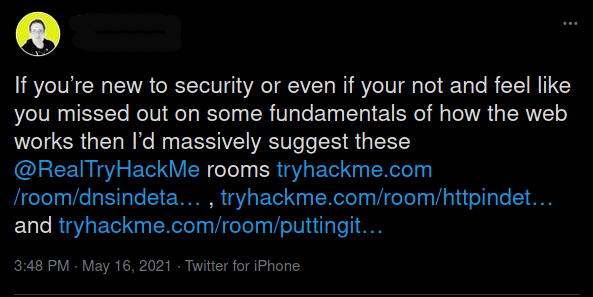 If you’re new to security or even if your not and feel like
you missed out on some fundamentals of how the web
works then I’d massively suggest these
@RealTryHackMe rooms tryhackme.com
/room/dnsindeta… , tryhackme.com/room/httpindet…
and tryhackme.com/room/puttingit…
3:48 PM · May 16, 2021 · Twitter for iPhone